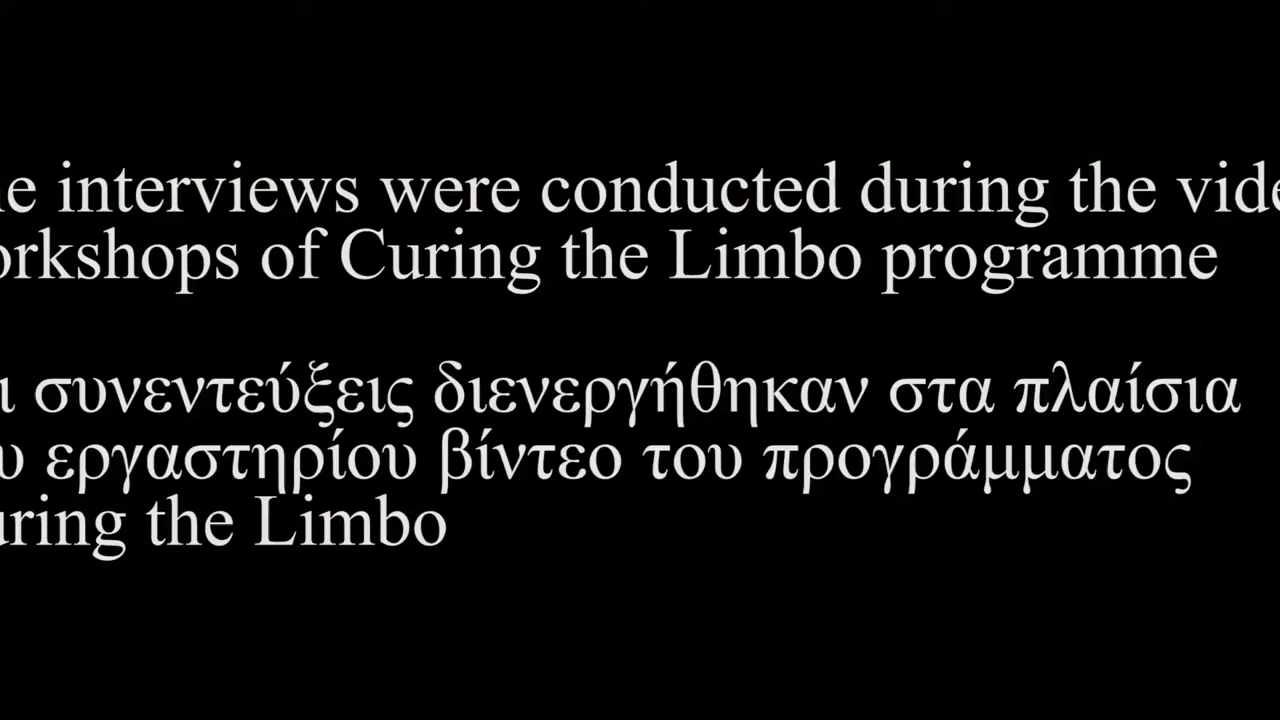 he interviews were conducted during the vide
orkshops of Curing the Limbo programme
ι συνεντεύξεις διενεργήθηκαν στα πλαίσια
υ εργαστηρίου βίντεο του προγράμματος
uring the Limbo